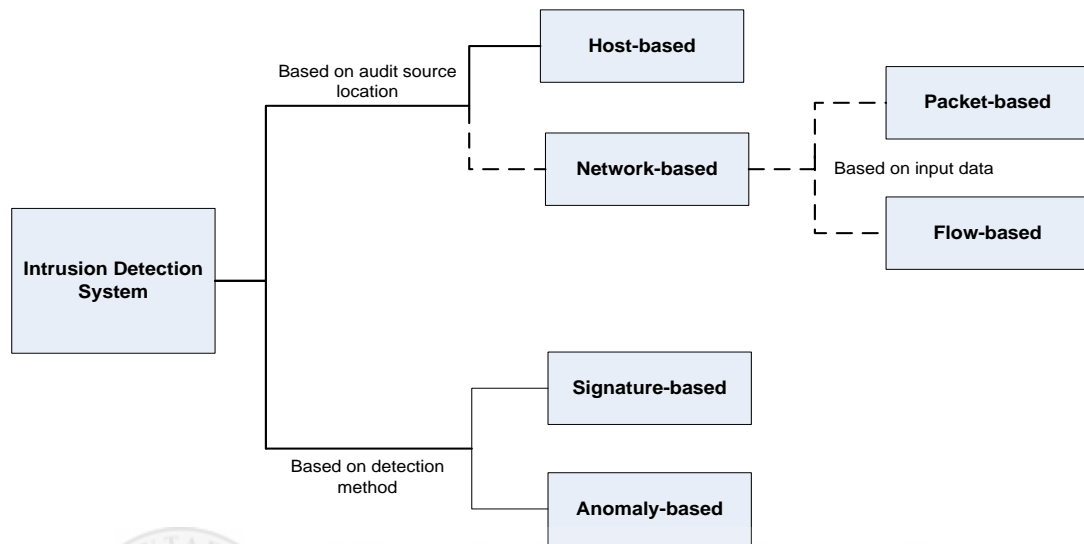 Host-based
Based on audit source
location
Packet-based
Network-based
Based on input data
Flow-based
Intrusion Detection
System
Signature-based
Based on detection
method
Anomaly-based